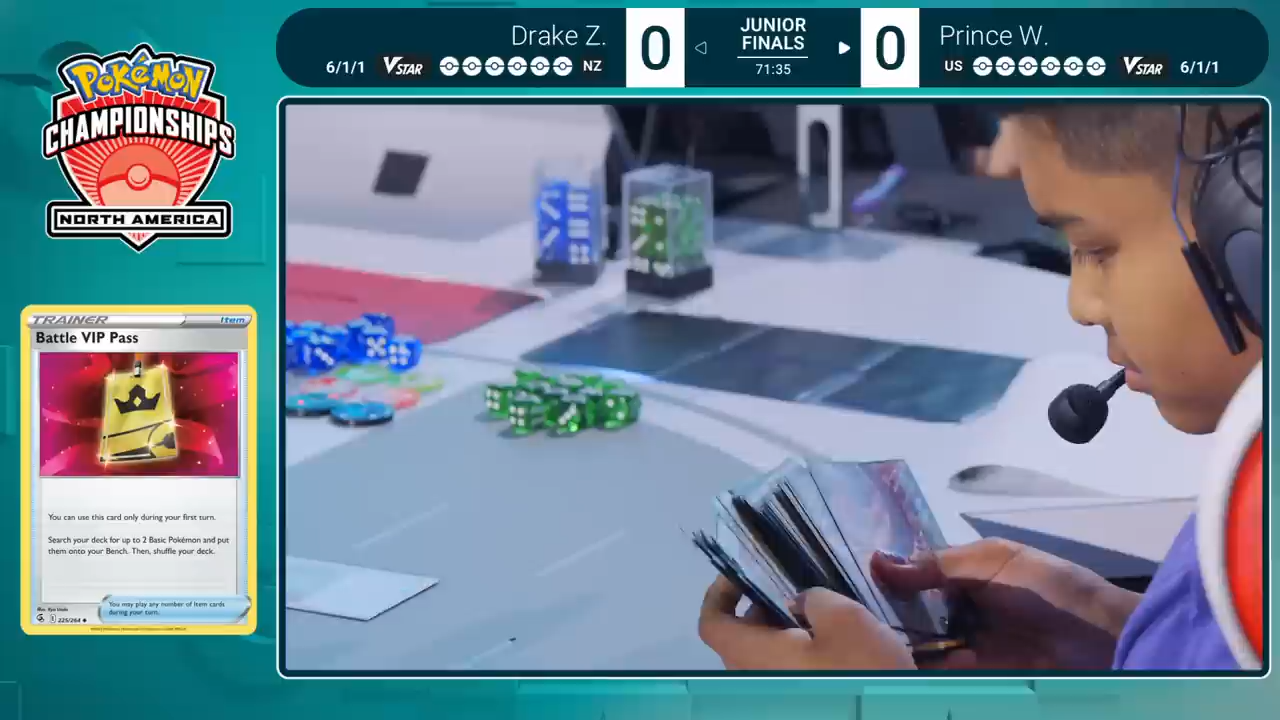 Drake Z.
0
JUNIOR
FINALS
71:35
0
Prince W.
6/1/1
VSTAR
NZ
US
VSTAR
6/1/1
POKéMON
CHAMPIONSHIPS
NORTH AMERICA
TRAINER
Item
Battle VIP Pass
You can use this card only during your first turn.
Search your deck for up to 2 Basic Pokémon and put
them onto your Bench. Then, shuffle your deck.
You may play any number of Item cards
during your turn.
225/264